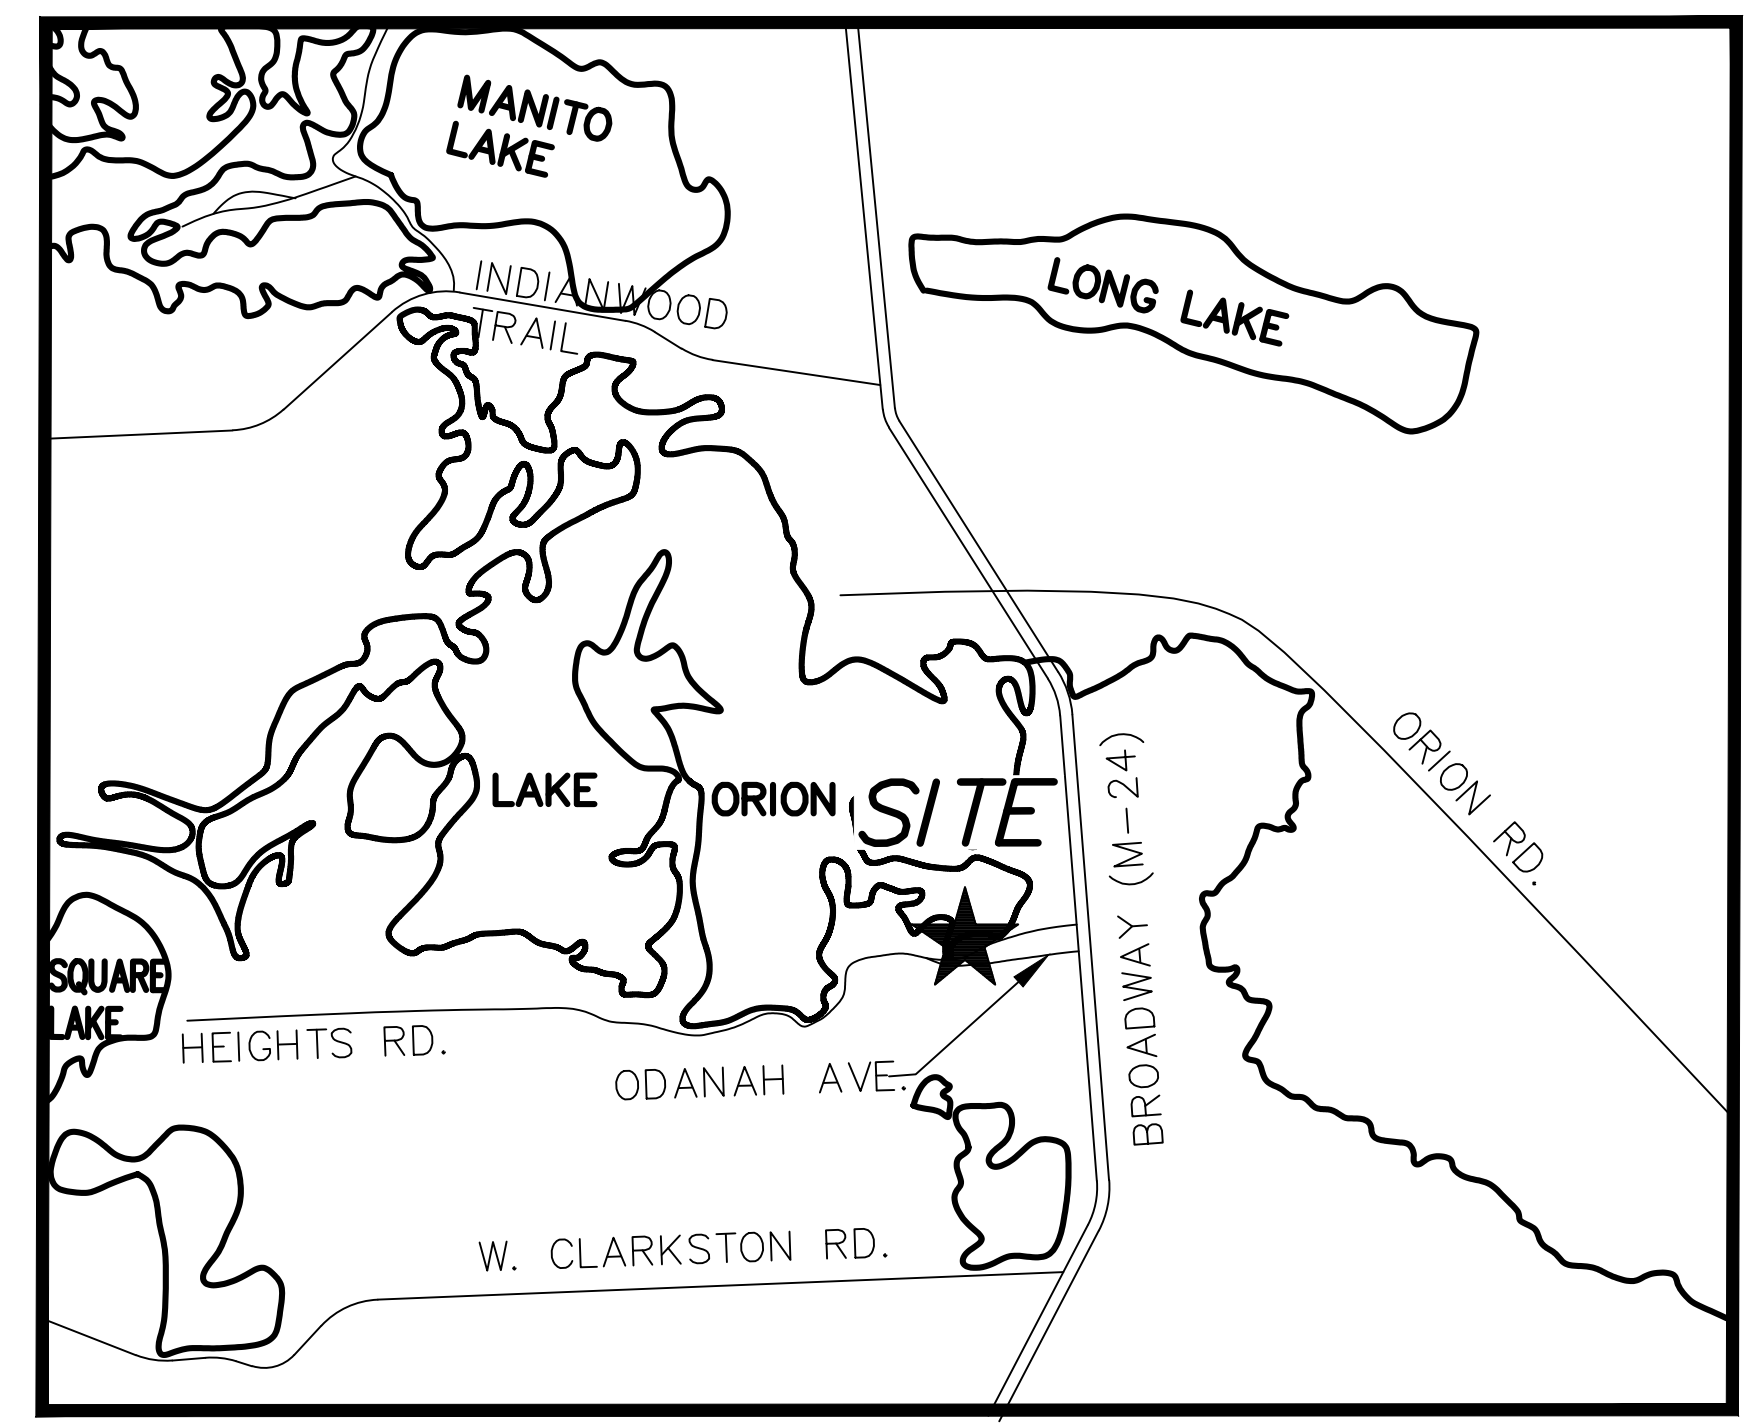 MANITO
LAKE
INDIANWOOD
TRAIL
LONG LAKE
ORION RD.
LAKE ORION
SITE
BROADWAY (M-24)
SQUARE
LAKE
HEIGHTS RD.
ODANAH AVE.
W. CLARKSTON RD.